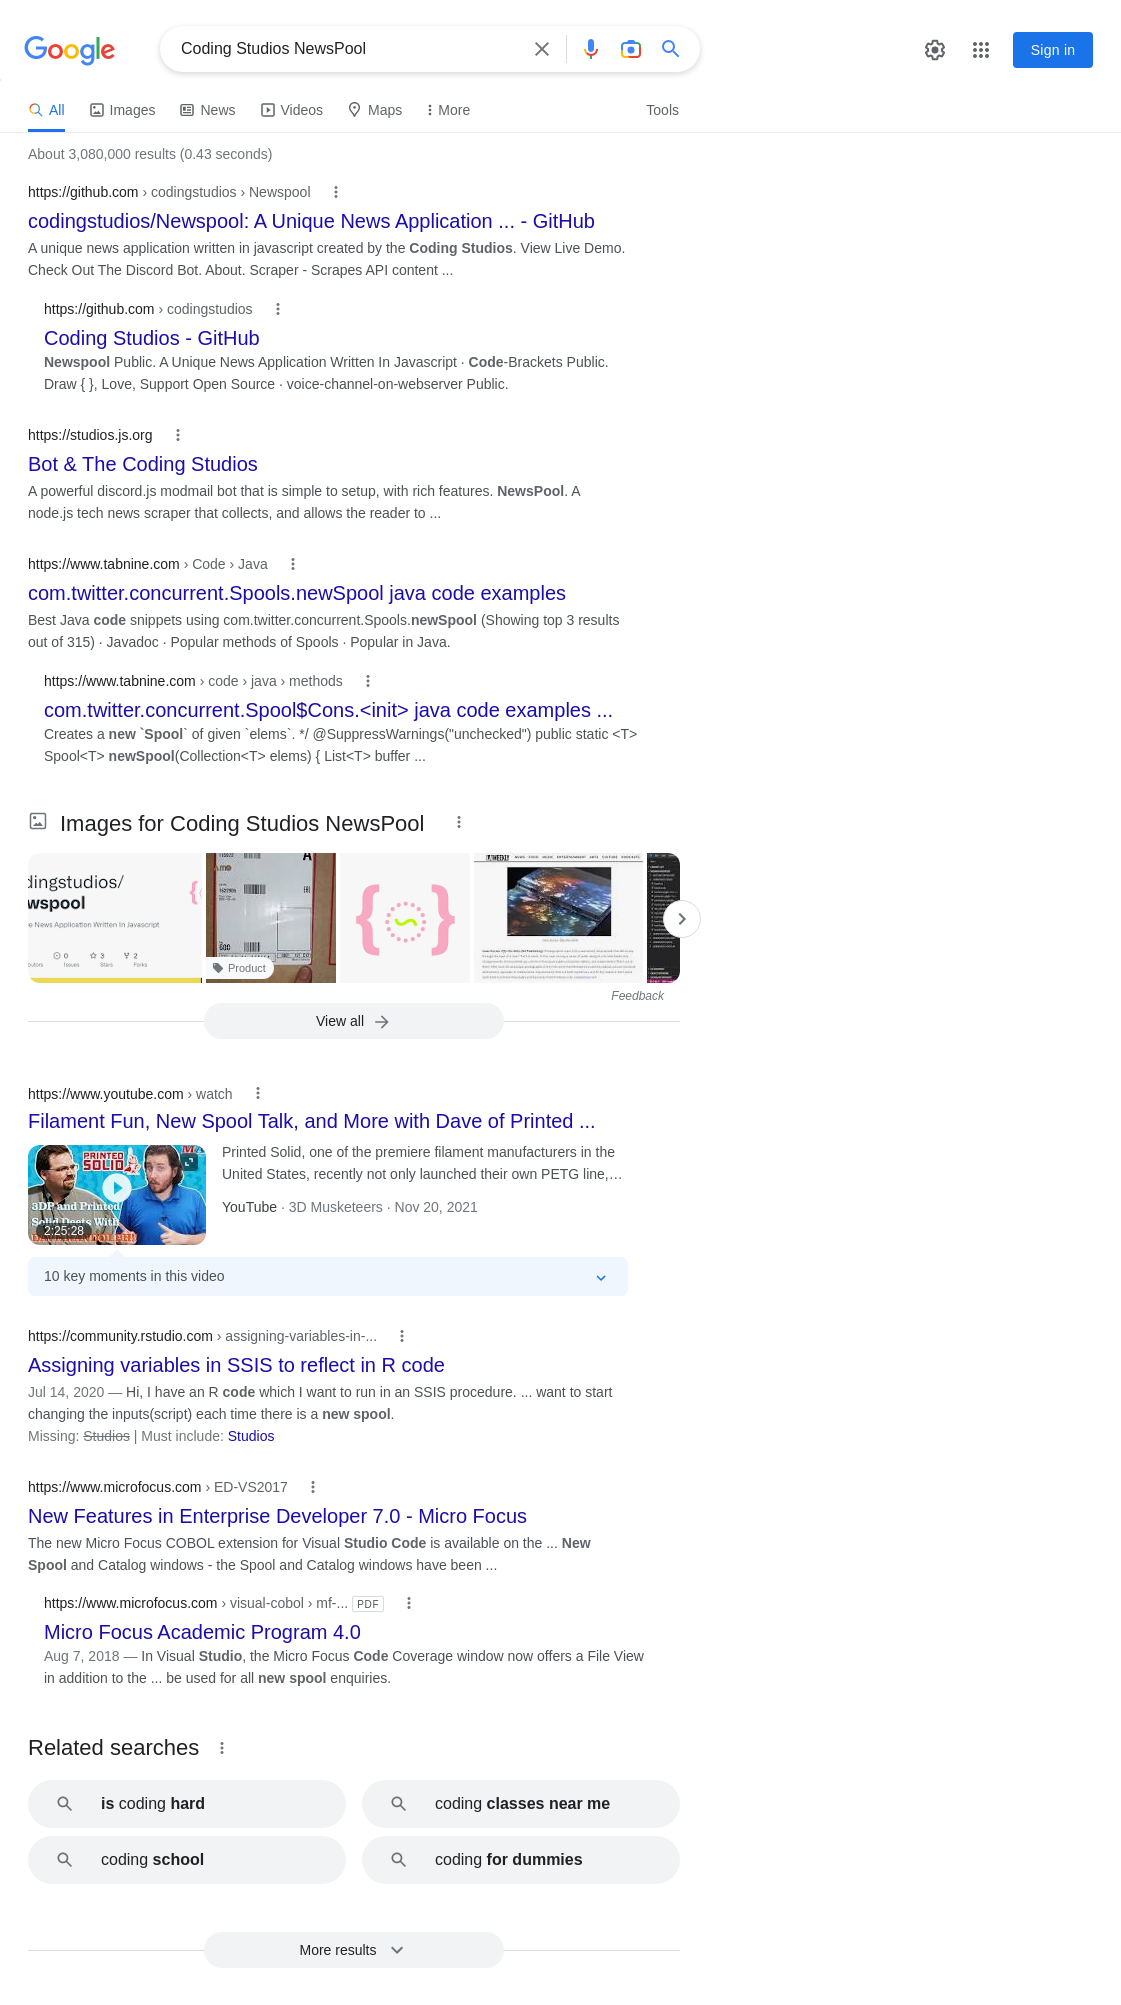 Google
Coding Studios NewsPool
Sign in
All
Images
News
Videos
Maps
More
Tools
About 3,080,000 results (0.43 seconds)
https://github.com › codingstudios › Newspool
codingstudios/Newspool: A Unique News Application ... - GitHub
A unique news application written in javascript created by the Coding Studios. View Live Demo.
Check Out The Discord Bot. About. Scraper - Scrapes API content ...
https://github.com › codingstudios
Coding Studios - GitHub
Newspool Public. A Unique News Application Written In Javascript · Code-Brackets Public.
Draw { }, Love, Support Open Source · voice-channel-on-webserver Public.
https://studios.js.org
Bot & The Coding Studios
A powerful discord.js modmail bot that is simple to setup, with rich features. NewsPool. A
node.js tech news scraper that collects, and allows the reader to ...
https://www.tabnine.com › Code › Java
com.twitter.concurrent.Spools.newSpool java code examples
Best Java code snippets using com.twitter.concurrent.Spools.newSpool (Showing top 3 results
out of 315) · Javadoc · Popular methods of Spools · Popular in Java.
https://www.tabnine.com › code › java › methods
com.twitter.concurrent.Spool$Cons.<init> java code examples ...
Creates a new `Spool` of given `elems`. */ @SuppressWarnings("unchecked") public static <T>
Spool<T> newSpool(Collection<T> elems) { List<T> buffer ...
Images for Coding Studios NewsPool
dingstudios/
wspool
e News Application Written In Javascript
0 3 2
utors Issues Stars Forks
Product
WEEKLY
NEWS FOOD MUSIC ENTERTAINMENT ARTS CULTURE PODCASTS
Feedback
View all
https://www.youtube.com › watch
Filament Fun, New Spool Talk, and More with Dave of Printed ...
PRINTED
SOLID
3DP and Printed
Solid Deets With
2:25:28
Printed Solid, one of the premiere filament manufacturers in the
United States, recently not only launched their own PETG line,…
YouTube · 3D Musketeers · Nov 20, 2021
10 key moments in this video
https://community.rstudio.com › assigning-variables-in-...
Assigning variables in SSIS to reflect in R code
Jul 14, 2020 — Hi, I have an R code which I want to run in an SSIS procedure. ... want to start
changing the inputs(script) each time there is a new spool.
Missing: Studios | Must include: Studios
https://www.microfocus.com › ED-VS2017
New Features in Enterprise Developer 7.0 - Micro Focus
The new Micro Focus COBOL extension for Visual Studio Code is available on the ... New
Spool and Catalog windows - the Spool and Catalog windows have been ...
https://www.microfocus.com › visual-cobol › mf-... PDF
Micro Focus Academic Program 4.0
Aug 7, 2018 — In Visual Studio, the Micro Focus Code Coverage window now offers a File View
in addition to the ... be used for all new spool enquiries.
Related searches
is coding hard
coding classes near me
coding school
coding for dummies
More results